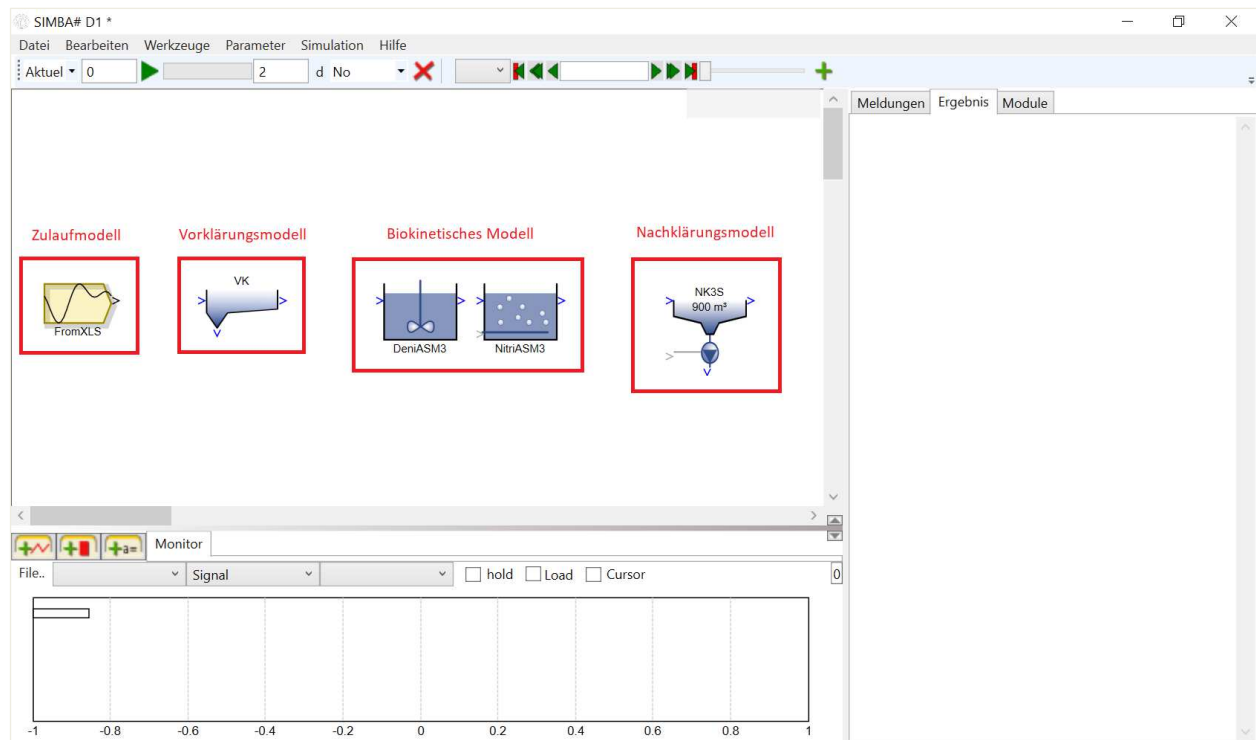 SIMBA# D1 *
Datei Bearbeiten Werkzeuge Parameter Simulation Hilfe
Aktuel 0 2 d No
Meldungen Ergebnis Module
Zulaufmodell Vorklärungsmodell Biokinetisches Modell Nachklärungsmodell
VK
NK3S
900 m³
FromXLS
DeniASM3 NitriASM3
a= Monitor
File.. Signal hold Load Cursor 0
-1 -0.8 -0.6 -0.4 -0.2 0 0.2 0.4 0.6 0.8 1